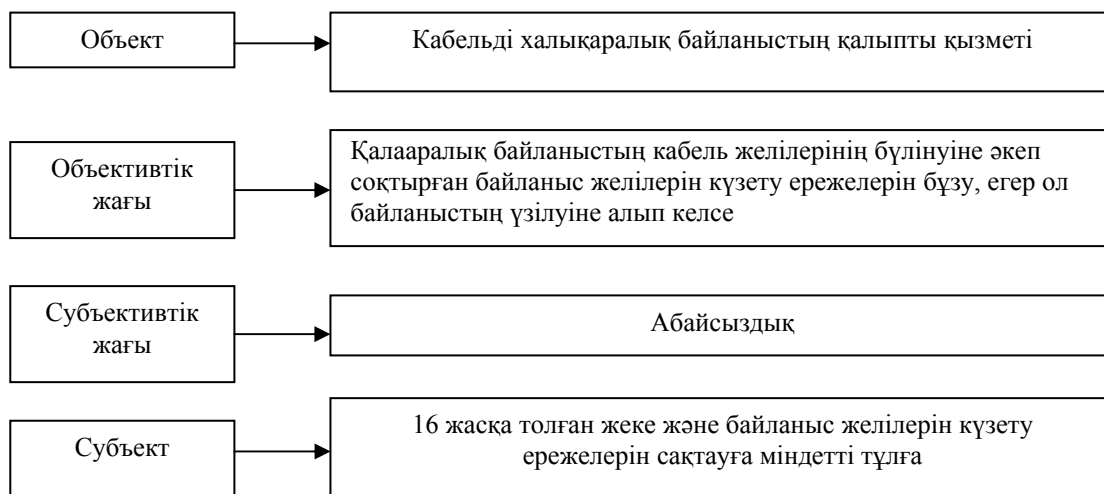 Объект
Кабельді халықаралық байланыстың қалыпты қызметі
Объективтік
жағы
Қалааралық байланыстың кабель желілерінің бүлінуіне әкеп
соқтырған байланыс желілерін күзету ережелерін бұзу, егер ол
байланыстың үзілуіне алып келсе
Субъективтік
жағы
Абайсыздық
Субъект
16 жасқа толған жеке және байланыс желілерін күзету
ережелерін сақтауға міндетті тұлға